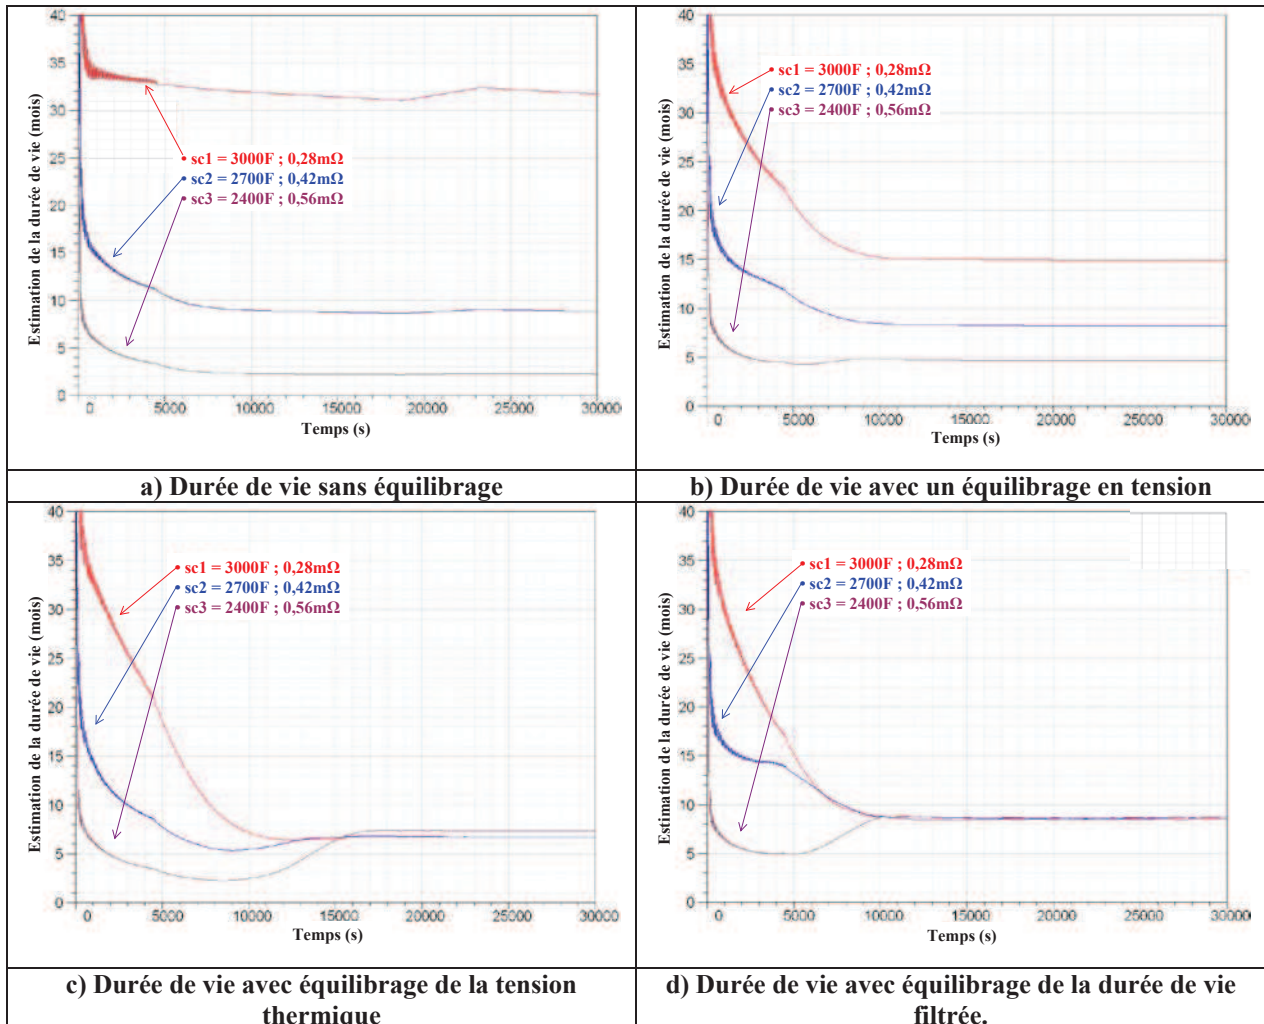 40
35
30
25
20
15
10
5
0
Estimation de la durée de vie (mois)
sc1 = 3000F ; 0,28mΩ
sc2 = 2700F ; 0,42mΩ
sc3 = 2400F ; 0,56mΩ
0 5000 10000 15000 20000 25000 30000
Temps (s)
a) Durée de vie sans équilibrage
40
35
30
25
20
15
10
5
0
Estimation de la durée de vie (mois)
sc1 = 3000F ; 0,28mΩ
sc2 = 2700F ; 0,42mΩ
sc3 = 2400F ; 0,56mΩ
0 5000 10000 15000 20000 25000 30000
Temps (s)
b) Durée de vie avec un équilibrage en tension
40
35
30
25
20
15
10
5
0
Estimation de la durée de vie (mois)
sc1 = 3000F ; 0,28mΩ
sc2 = 2700F ; 0,42mΩ
sc3 = 2400F ; 0,56mΩ
0 5000 10000 15000 20000 25000 30000
Temps (s)
c) Durée de vie avec équilibrage de la tension
thermique
40
35
30
25
20
15
10
5
0
Estimation de la durée de vie (mois)
sc1 = 3000F ; 0,28mΩ
sc2 = 2700F ; 0,42mΩ
sc3 = 2400F ; 0,56mΩ
0 5000 10000 15000 20000 25000 30000
Temps (s)
d) Durée de vie avec équilibrage de la durée de vie
filtrée.